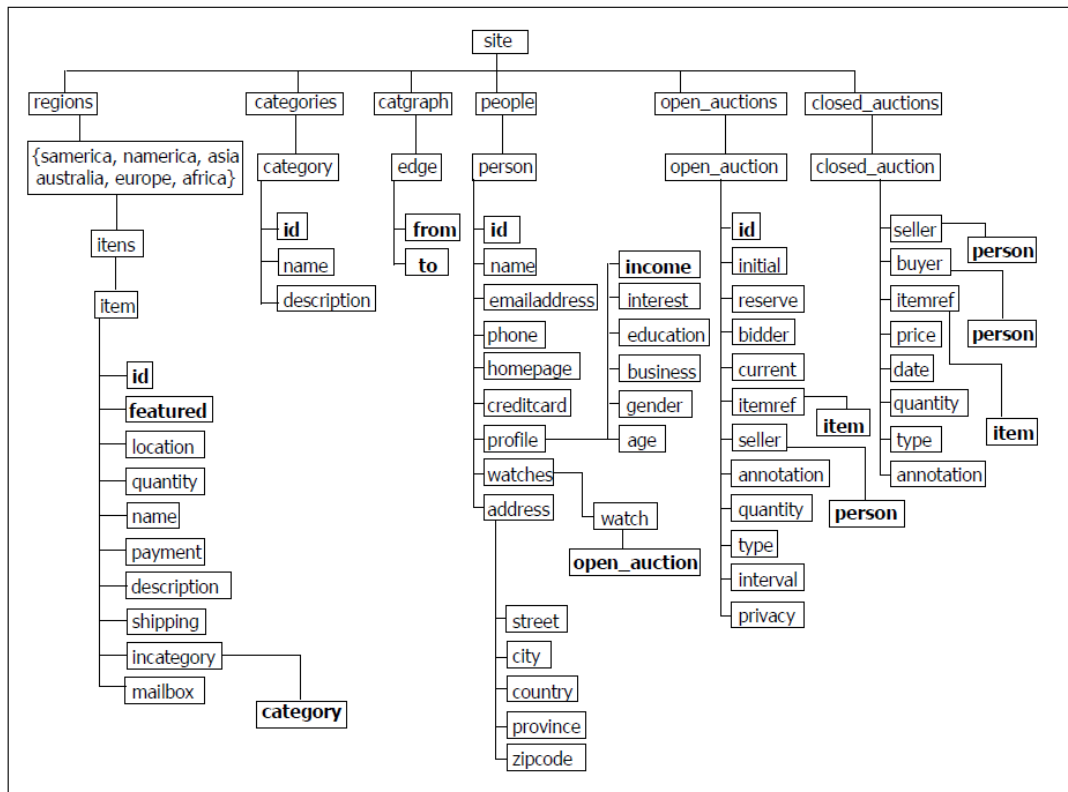 site
regions
categories
catgraph
people
open_auctions
closed_auctions
{samerica, namerica, asia
australia, europe, africa}
category
edge
person
open_auction
closed_auction
itens
item
id
featured
location
quantity
name
payment
description
shipping
incategory
mailbox
category
id
name
description
from
to
id
name
emailaddress
phone
homepage
creditcard
profile
watches
address
income
interest
education
business
gender
age
watch
open_auction
street
city
country
province
zipcode
id
initial
reserve
bidder
current
itemref
item
seller
annotation
person
quantity
type
interval
privacy
seller
person
buyer
itemref
person
price
date
quantity
item
type
annotation